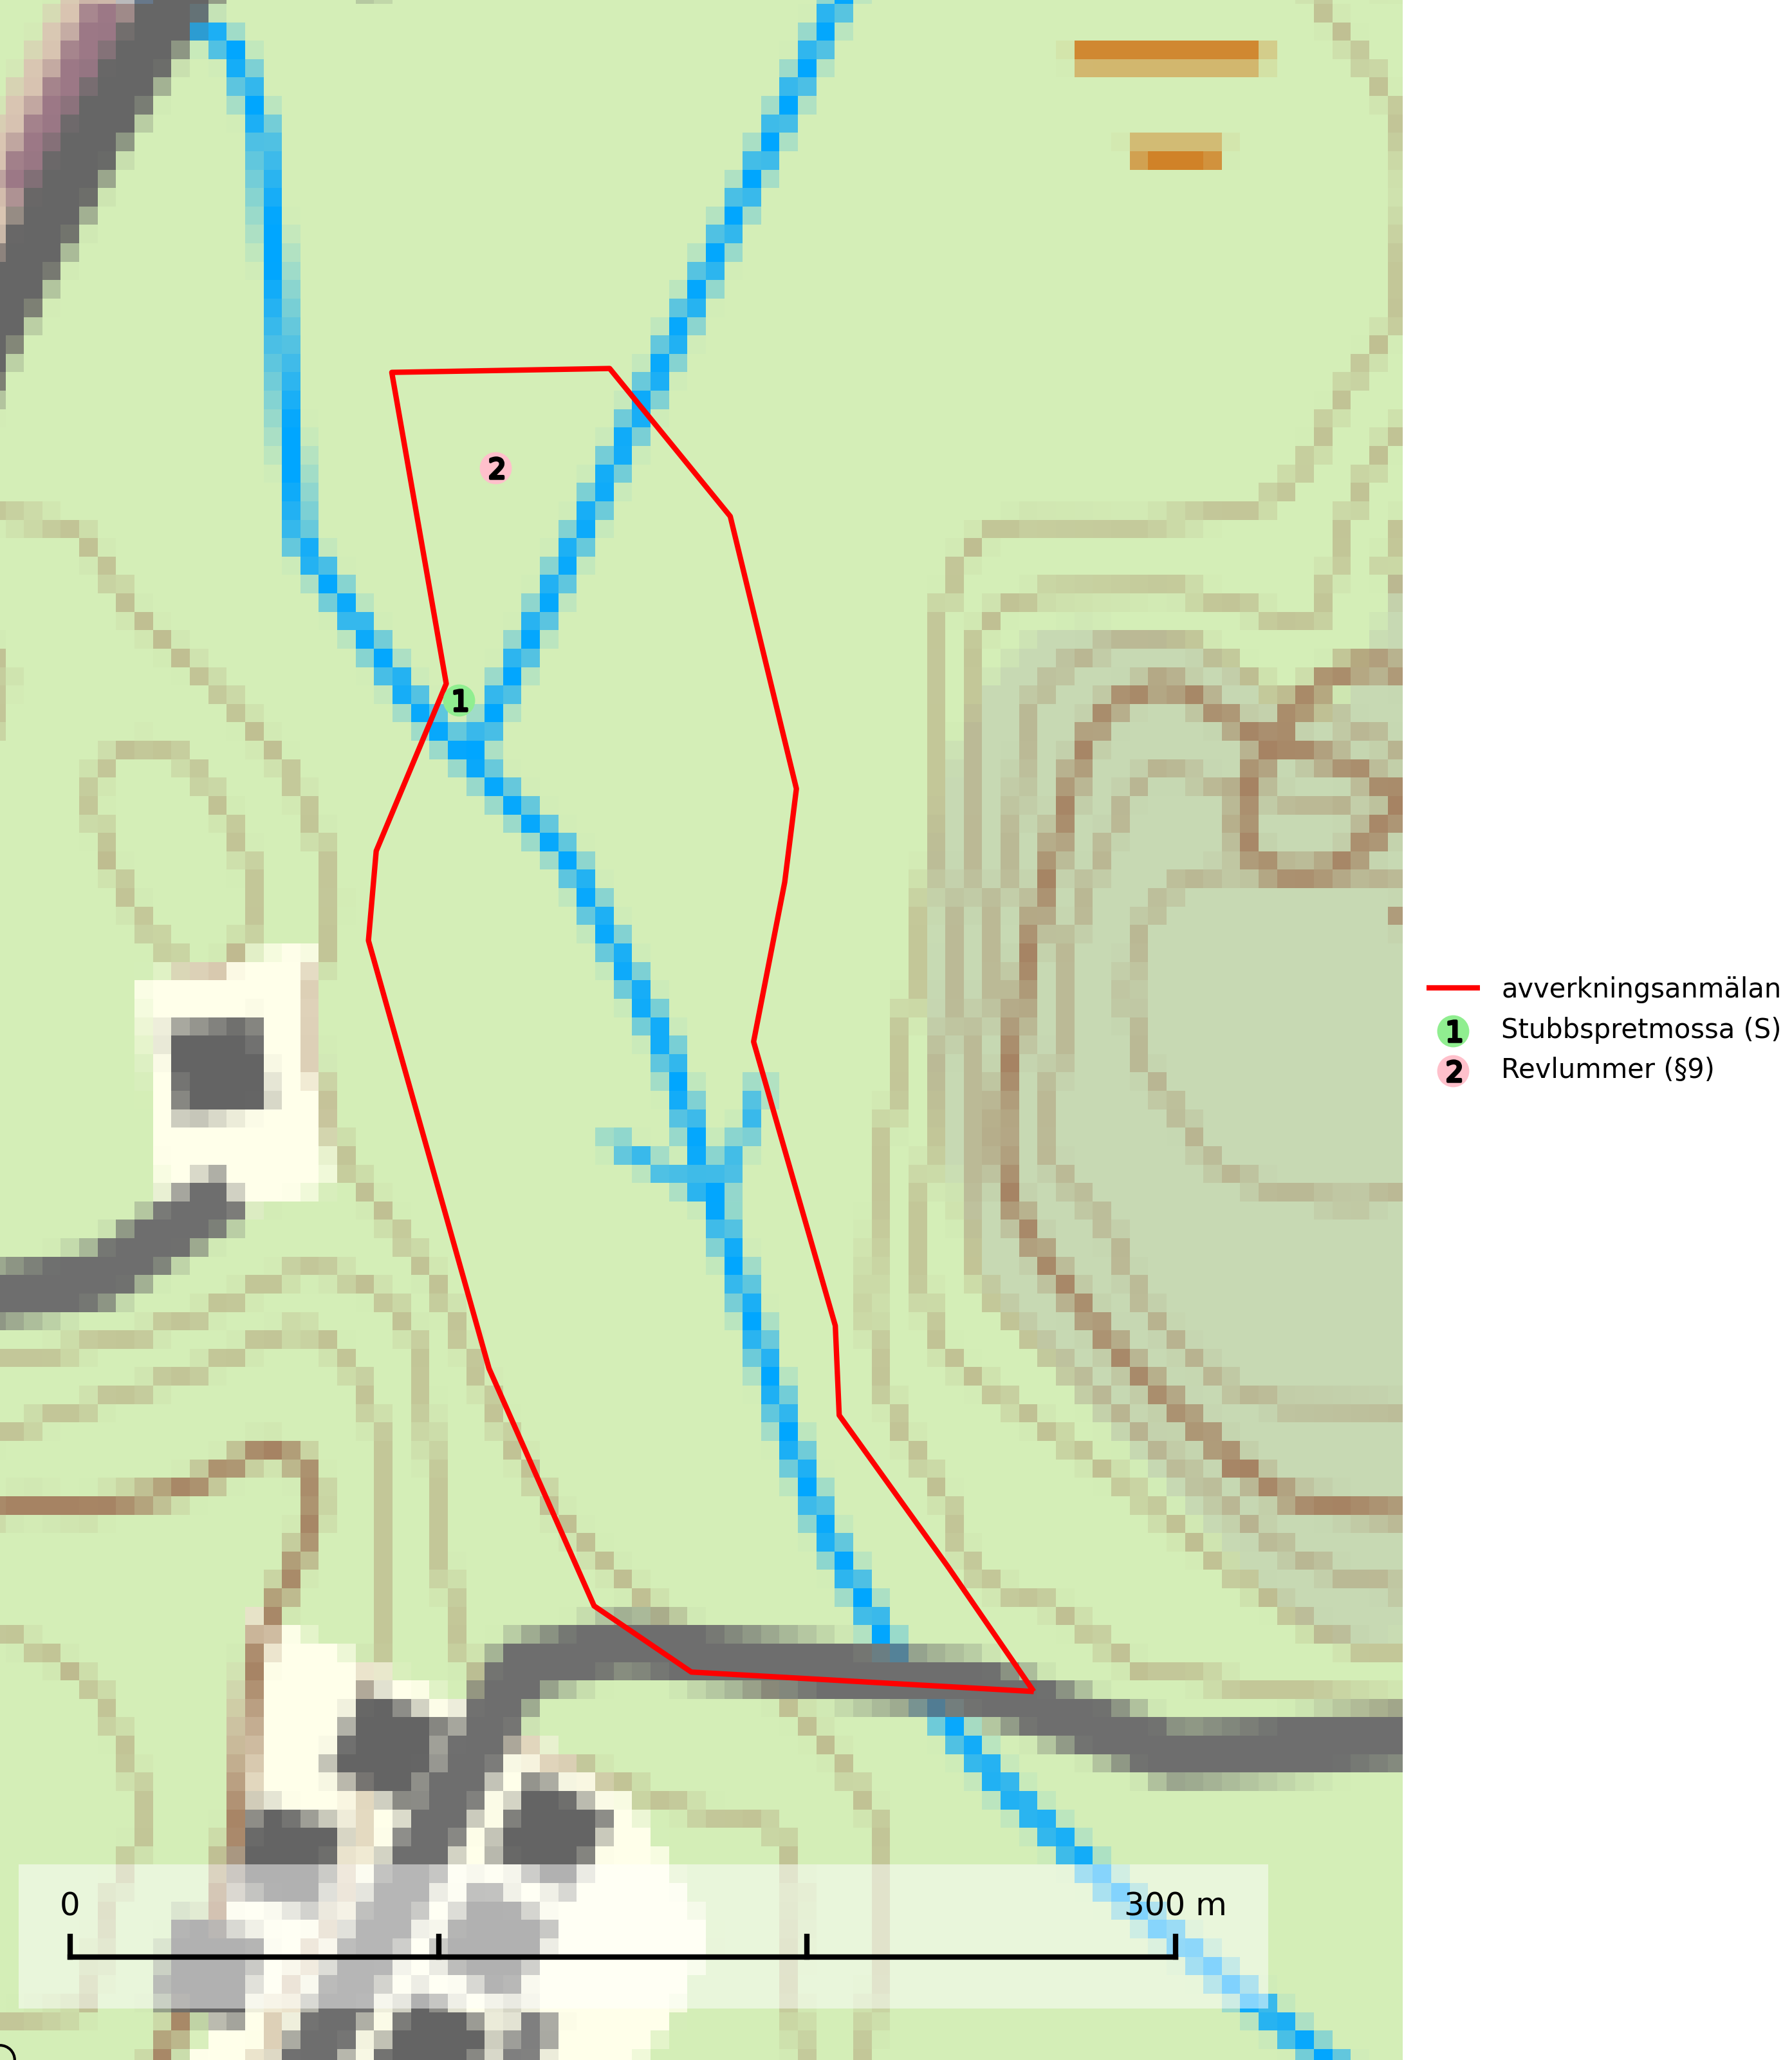 2
1
avverkningsanmälan
1 Stubbspretmossa (S)
2 Revlummer (§9)
0 300 m